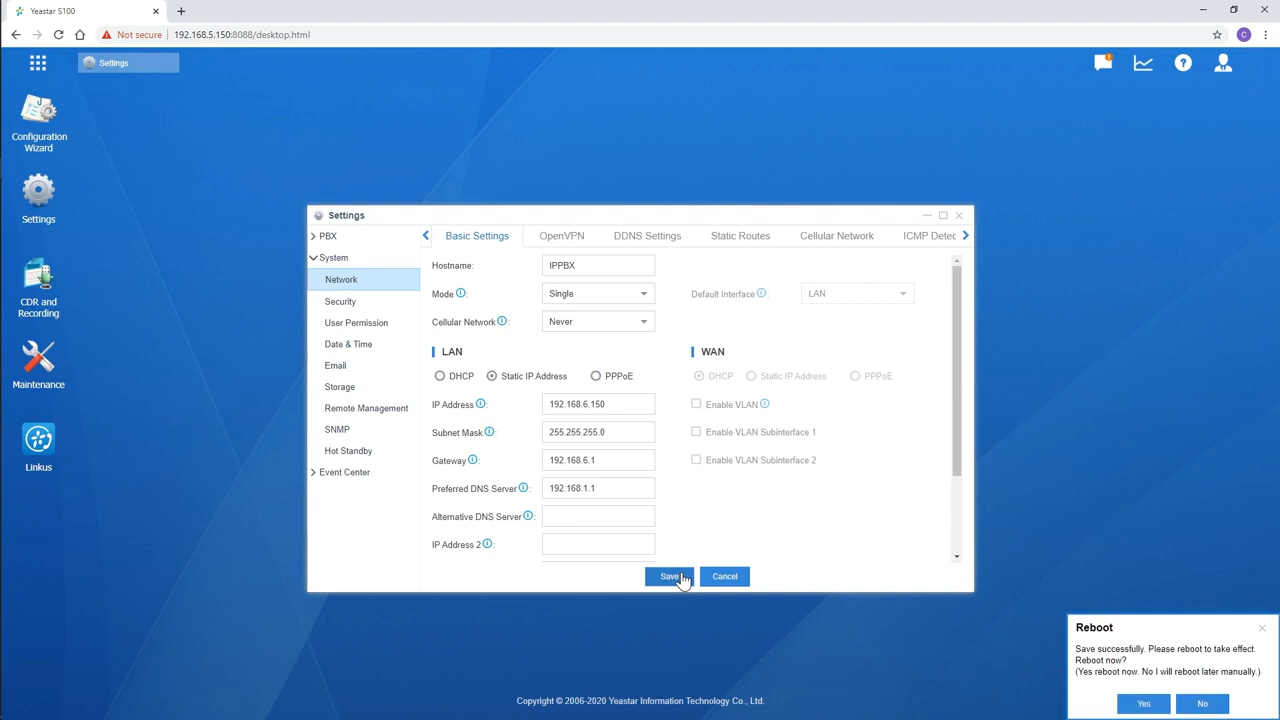 Yeastar S100
Not secure 192.168.5.150:8088/desktop.html
C
Settings
Configuration
Wizard
Settings
CDR and
Recording
Maintenance
Linkus
Settings
PBX
System
Network
Security
User Permission
Date & Time
Email
Storage
Remote Management
SNMP
Hot Standby
Event Center
Basic Settings OpenVPN DDNS Settings Static Routes Cellular Network ICMP Detec
Hostname: IPPBX
Mode : Single Default Interface : LAN
Cellular Network : Never
LAN WAN
DHCP Static IP Address PPPoE DHCP Static IP Address PPPoE
IP Address : 192.168.6.150 Enable VLAN
Subnet Mask : 255.255.255.0 Enable VLAN Subinterface 1
Gateway : 192.168.6.1 Enable VLAN Subinterface 2
Preferred DNS Server : 192.168.1.1
Alternative DNS Server :
IP Address 2 :
Save Cancel
Reboot
Save successfully. Please reboot to take effect.
Reboot now?
(Yes reboot now. No I will reboot later manually.)
Yes No
Copyright © 2006-2020 Yeastar Information Technology Co., Ltd.